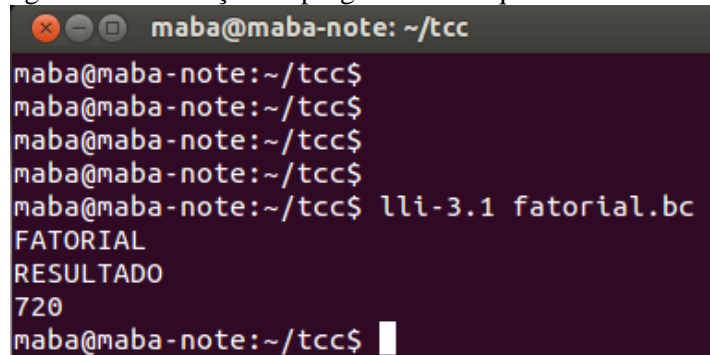 maba@maba-note: ~/tcc
maba@maba-note:~/tcc$
maba@maba-note:~/tcc$
maba@maba-note:~/tcc$
maba@maba-note:~/tcc$
maba@maba-note:~/tcc$ lli-3.1 fatorial.bc
FATORIAL
RESULTADO
720
maba@maba-note:~/tcc$